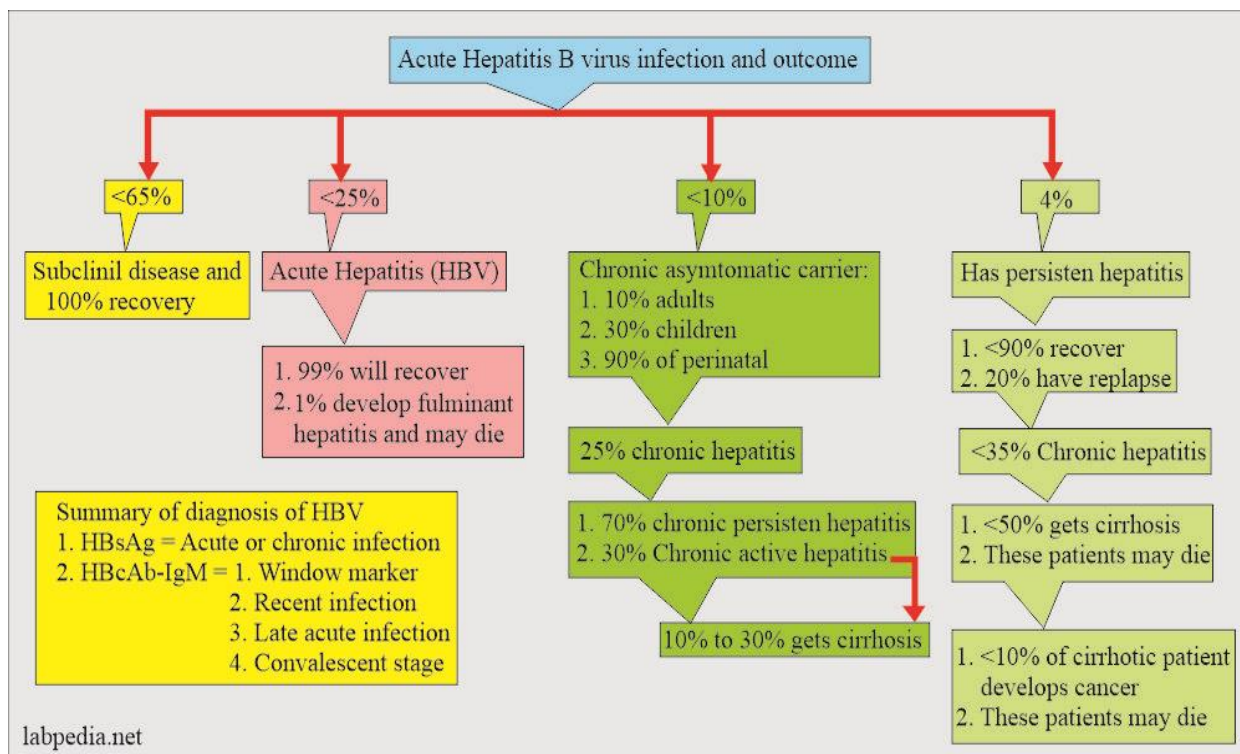 Acute Hepatitis B virus infection and outcome
<65%
Subclinil disease and
100% recovery
<25%
Acute Hepatitis (HBV)
1. 99% will recover
2. 1% develop fulminant
hepatitis and may die
<10%
Chronic asymtomatic carrier:
1. 10% adults
2. 30% children
3. 90% of perinatal
25% chronic hepatitis
1. 70% chronic persisten hepatitis
2. 30% Chronic active hepatitis
10% to 30% gets cirrhosis
4%
Has persisten hepatitis
1. <90% recover
2. 20% have replapse
<35% Chronic hepatitis
1. <50% gets cirrhosis
2. These patients may die
1. <10% of cirrhotic patient
develops cancer
2. These patients may die
Summary of diagnosis of HBV
1. HBsAg = Acute or chronic infection
2. HBcAb-IgM = 1. Window marker
2. Recent infection
3. Late acute infection
4. Convalescent stage
labpedia.net